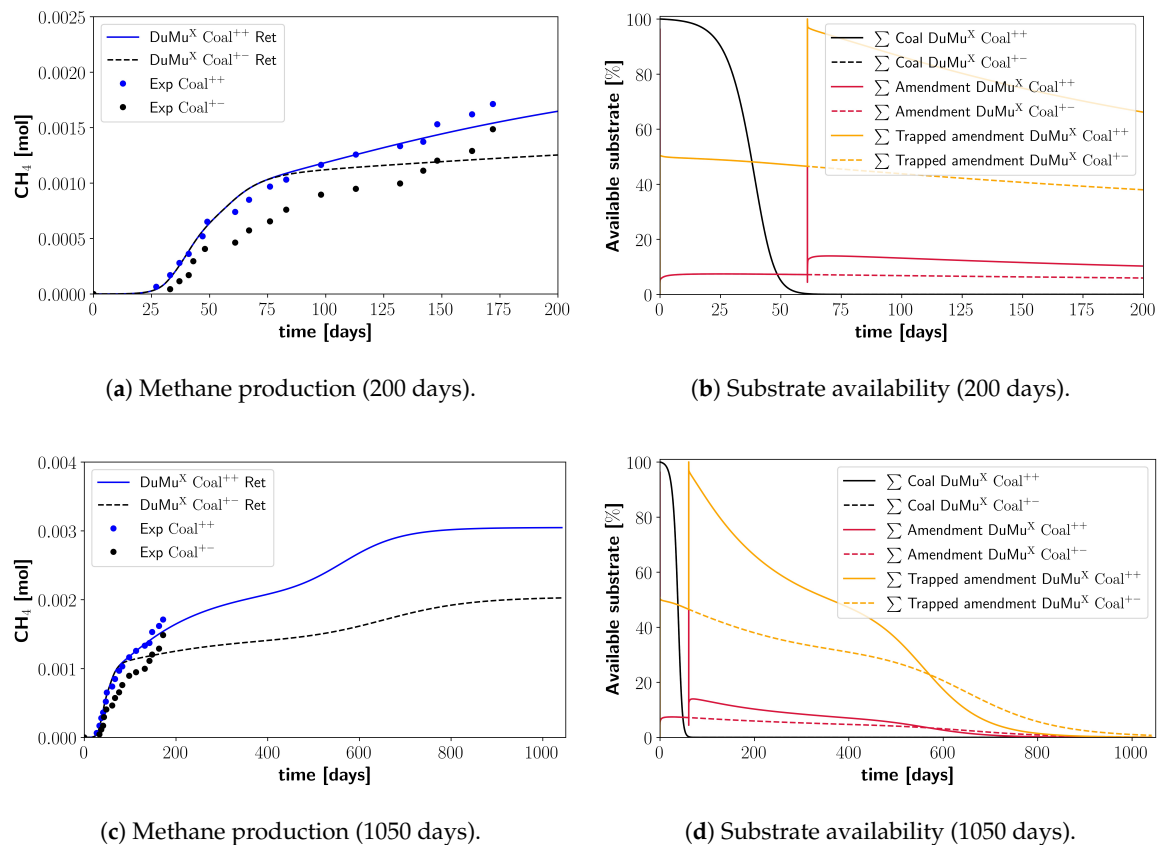 0.0025
0.0020
0.0015
0.0010
0.0005
0.0000
CH₄ [mol]
DuMuˣ Coal⁺⁺ Ret
DuMuˣ Coal⁺⁻ Ret
Exp Coal⁺⁺
Exp Coal⁺⁻
0 25 50 75 100 125 150 175 200
time [days]
(a) Methane production (200 days).
100
80
60
40
20
0
Available substrate [%]
∑ Coal DuMuˣ Coal⁺⁺
∑ Coal DuMuˣ Coal⁺⁻
∑ Amendment DuMuˣ Coal⁺⁺
∑ Amendment DuMuˣ Coal⁺⁻
∑ Trapped amendment DuMuˣ Coal⁺⁺
∑ Trapped amendment DuMuˣ Coal⁺⁻
0 25 50 75 100 125 150 175 200
time [days]
(b) Substrate availability (200 days).
0.004
0.003
0.002
0.001
0.000
CH₄ [mol]
DuMuˣ Coal⁺⁺ Ret
DuMuˣ Coal⁺⁻ Ret
Exp Coal⁺⁺
Exp Coal⁺⁻
0 200 400 600 800 1000
time [days]
(c) Methane production (1050 days).
100
80
60
40
20
0
Available substrate [%]
∑ Coal DuMuˣ Coal⁺⁺
∑ Coal DuMuˣ Coal⁺⁻
∑ Amendment DuMuˣ Coal⁺⁺
∑ Amendment DuMuˣ Coal⁺⁻
∑ Trapped amendment DuMuˣ Coal⁺⁺
∑ Trapped amendment DuMuˣ Coal⁺⁻
0 200 400 600 800 1000
time [days]
(d) Substrate availability (1050 days).